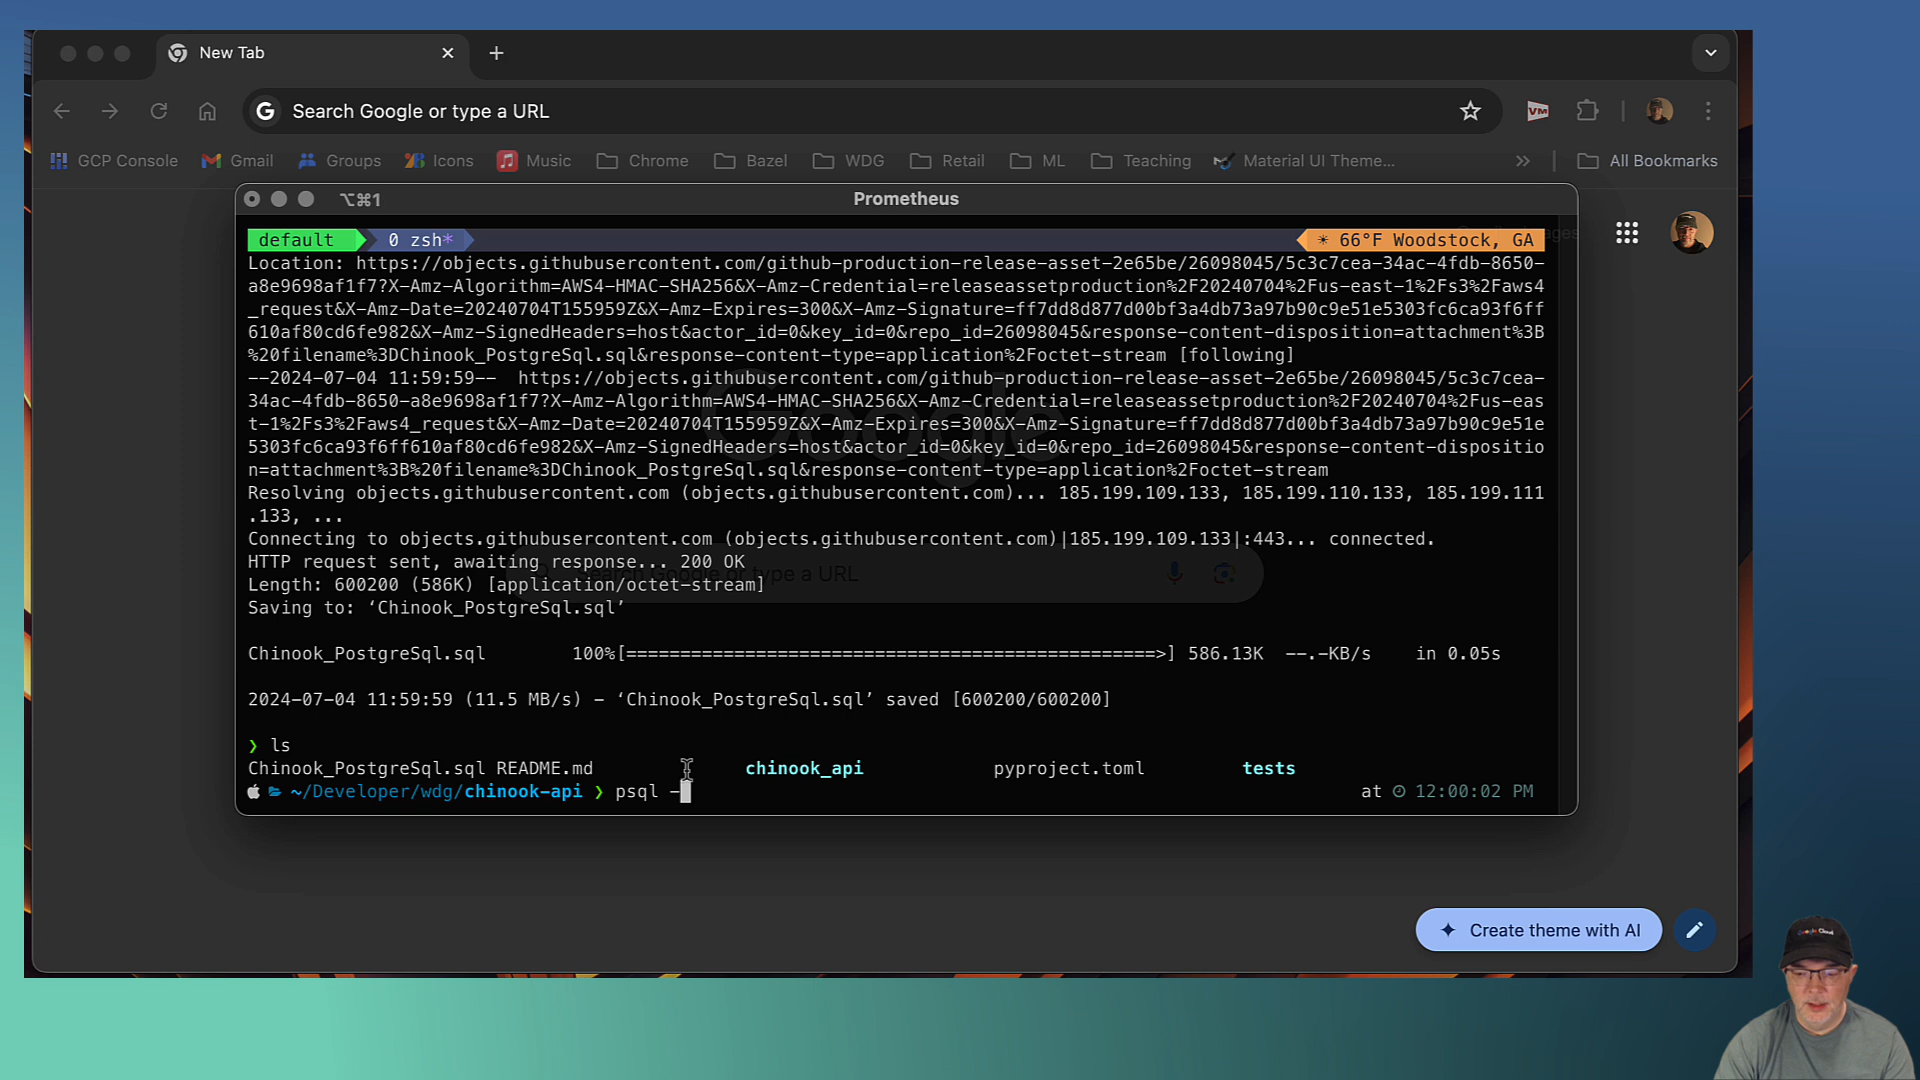 New Tab
Search Google or type a URL
VM
GCP Console Gmail Groups Icons Music Chrome Bazel WDG Retail ML Teaching Material UI Theme... » All Bookmarks
⌥⌘1 Prometheus
default 0 zsh* ☀ 66°F Woodstock, GA
Location: https://objects.githubusercontent.com/github-production-release-asset-2e65be/26098045/5c3c7cea-34ac-4fdb-8650-
a8e9698af1f7?X-Amz-Algorithm=AWS4-HMAC-SHA256&X-Amz-Credential=releaseassetproduction%2F20240704%2Fus-east-1%2Fs3%2Faws4
_request&X-Amz-Date=20240704T155959Z&X-Amz-Expires=300&X-Amz-Signature=ff7dd8d877d00bf3a4db73a97b90c9e51e5303fc6ca93f6ff
610af80cd6fe982&X-Amz-SignedHeaders=host&actor_id=0&key_id=0&repo_id=26098045&response-content-disposition=attachment%3B
%20filename%3DChinook_PostgreSql.sql&response-content-type=application%2Foctet-stream [following]
--2024-07-04 11:59:59-- https://objects.githubusercontent.com/github-production-release-asset-2e65be/26098045/5c3c7cea-
34ac-4fdb-8650-a8e9698af1f7?X-Amz-Algorithm=AWS4-HMAC-SHA256&X-Amz-Credential=releaseassetproduction%2F20240704%2Fus-eas
t-1%2Fs3%2Faws4_request&X-Amz-Date=20240704T155959Z&X-Amz-Expires=300&X-Amz-Signature=ff7dd8d877d00bf3a4db73a97b90c9e51e
5303fc6ca93f6ff610af80cd6fe982&X-Amz-SignedHeaders=host&actor_id=0&key_id=0&repo_id=26098045&response-content-dispositio
n=attachment%3B%20filename%3DChinook_PostgreSql.sql&response-content-type=application%2Foctet-stream
Resolving objects.githubusercontent.com (objects.githubusercontent.com)... 185.199.109.133, 185.199.110.133, 185.199.111
.133, ...
Connecting to objects.githubusercontent.com (objects.githubusercontent.com)|185.199.109.133|:443... connected.
HTTP request sent, awaiting response... 200 OK
Length: 600200 (586K) [application/octet-stream]
Saving to: ‘Chinook_PostgreSql.sql’
Chinook_PostgreSql.sql 100%[=================================================>] 586.13K --.-KB/s in 0.05s
2024-07-04 11:59:59 (11.5 MB/s) - ‘Chinook_PostgreSql.sql’ saved [600200/600200]
❯ ls
Chinook_PostgreSql.sql README.md chinook_api pyproject.toml tests
~/Developer/wdg/chinook-api ❯ psql - at 12:00:02 PM
Google
Search Google or type a URL
Create theme with AI
Google Cloud